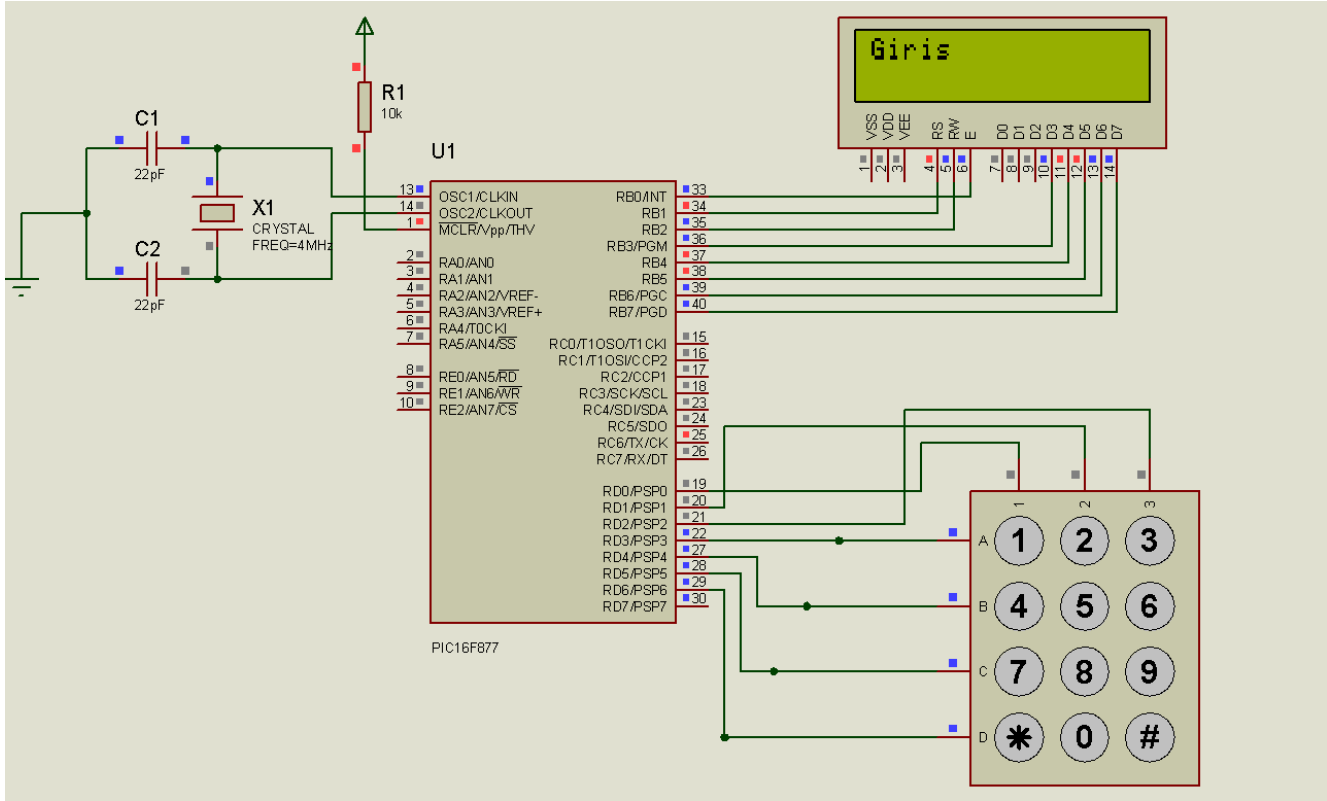 Giris
VSS
VDD
VEE
RS
RW
E
D0
D1
D2
D3
D4
D5
D6
D7
1
2
3
4
5
6
7
8
9
10
11
12
13
14
R1
10k
C1
22pF
X1
CRYSTAL
FREQ=4MHz
C2
22pF
U1
13 OSC1/CLKIN
14 OSC2/CLKOUT
1 MCLR/Vpp/THV
2 RA0/AN0
3 RA1/AN1
4 RA2/AN2/VREF-
5 RA3/AN3/VREF+
6 RA4/T0CKI
7 RA5/AN4/SS
8 RE0/AN5/RD
9 RE1/AN6/WR
10 RE2/AN7/CS
RB0/INT 33
RB1 34
RB2 35
RB3/PGM 36
RB4 37
RB5 38
RB6/PGC 39
RB7/PGD 40
RC0/T1OSO/T1CKI 15
RC1/T1OSI/CCP2 16
RC2/CCP1 17
RC3/SCK/SCL 18
RC4/SDI/SDA 23
RC5/SDO 24
RC6/TX/CK 25
RC7/RX/DT 26
RD0/PSP0 19
RD1/PSP1 20
RD2/PSP2 21
RD3/PSP3 22
RD4/PSP4 27
RD5/PSP5 28
RD6/PSP6 29
RD7/PSP7 30
PIC16F877
1 2 3
A 1 2 3
B 4 5 6
C 7 8 9
D * 0 #